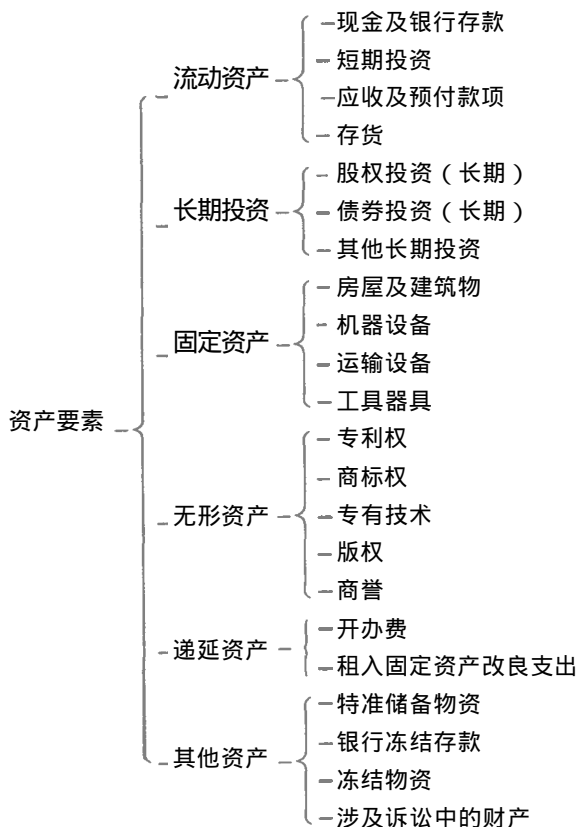 资产要素
流动资产
现金及银行存款
短期投资
应收及预付款项
存货
长期投资
股权投资（长期）
债券投资（长期）
其他长期投资
固定资产
房屋及建筑物
机器设备
运输设备
工具器具
无形资产
专利权
商标权
专有技术
版权
商誉
递延资产
开办费
租入固定资产改良支出
其他资产
特准储备物资
银行冻结存款
冻结物资
涉及诉讼中的财产